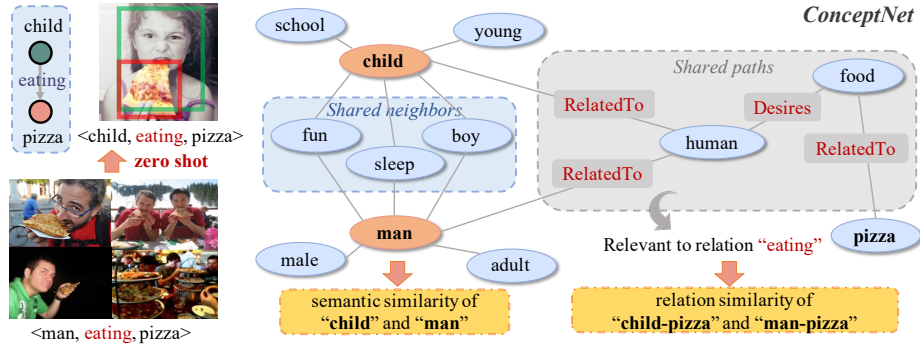 child
eating
pizza
<child, eating, pizza>
zero shot
<man, eating, pizza>
ConceptNet
school
young
child
Shared neighbors
fun
boy
sleep
man
male
adult
semantic similarity of
“child” and “man”
Shared paths
food
RelatedTo
Desires
human
RelatedTo
RelatedTo
pizza
Relevant to relation “eating”
relation similarity of
“child-pizza” and “man-pizza”